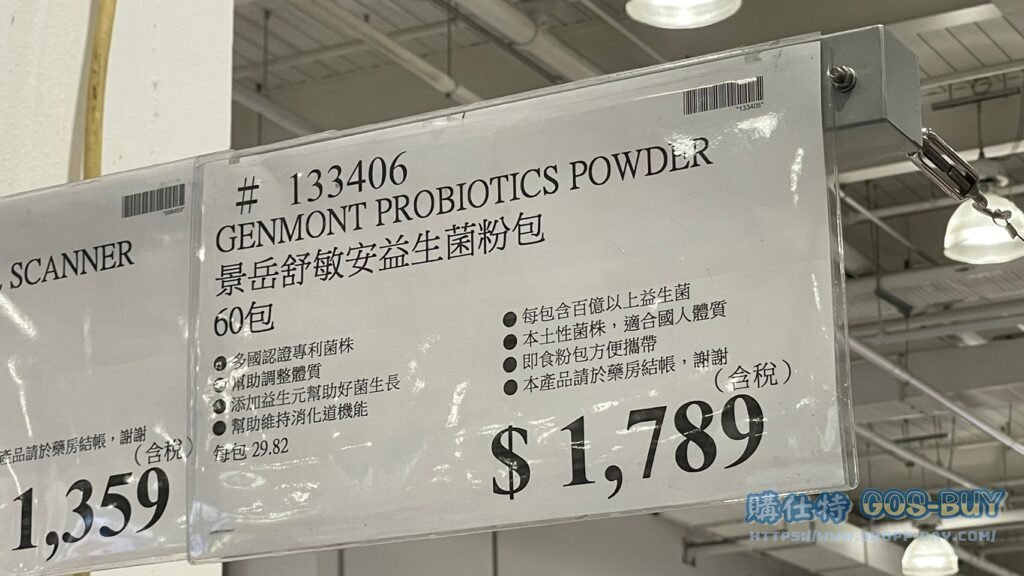 SCANNER
產品請於藥房結帳，謝謝
(含稅)
1,359
# 133406
*133406*
GENMONT PROBIOTICS POWDER
景岳舒敏安益生菌粉包
60包
●多國認證專利菌株
●幫助調整體質
●添加益生元幫助好菌生長
●幫助維持消化道機能
每包 29.82
●每包含百億以上益生菌
●本土性菌株，適合國人體質
●即食粉包方便攜帶
●本產品請於藥房結帳，謝謝
(含稅)
$1,789
購仕特 GOS-BUY